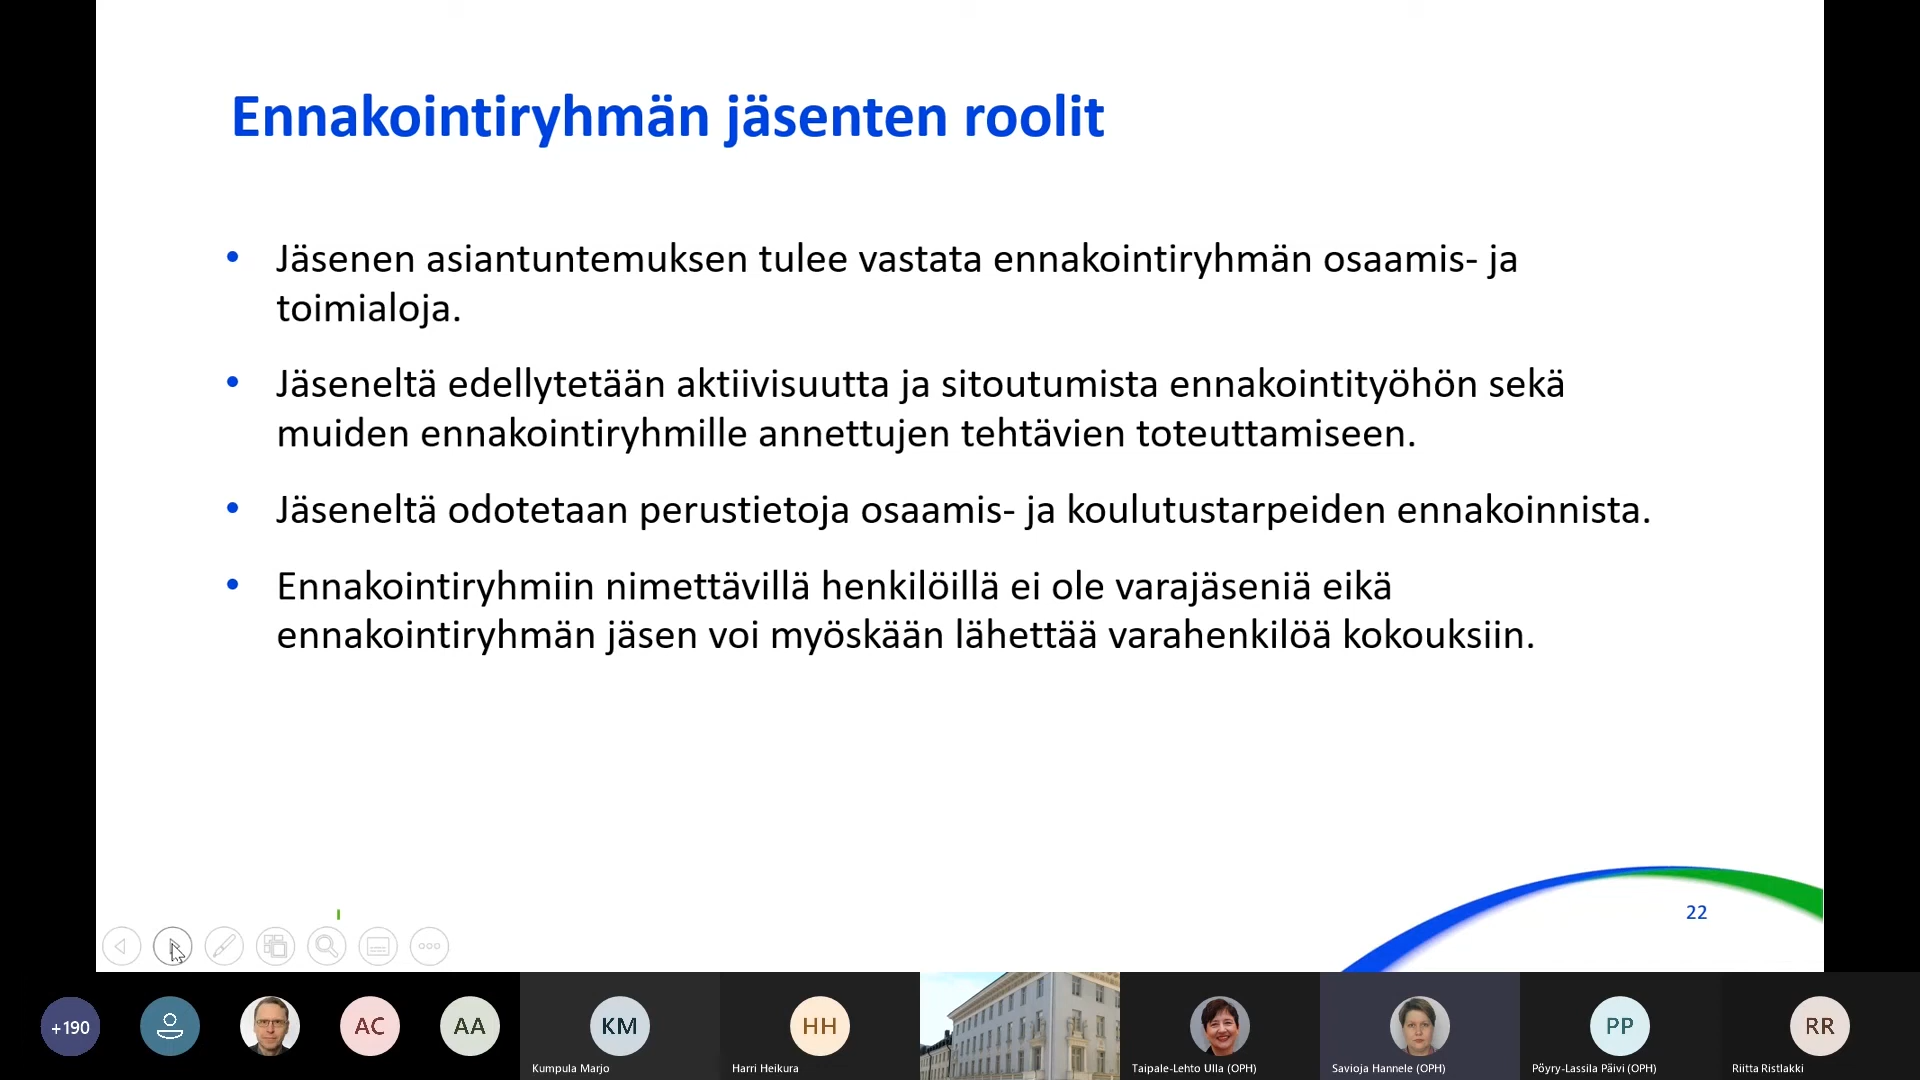 Ennakointiryhmän jäsenten roolit
• Jäsenen asiantuntemuksen tulee vastata ennakointiryhmän osaamis- ja
toimialoja.
• Jäseneltä edellytetään aktiivisuutta ja sitoutumista ennakointityöhön sekä
muiden ennakointiryhmille annettujen tehtävien toteuttamiseen.
• Jäseneltä odotetaan perustietoja osaamis- ja koulutustarpeiden ennakoinnista.
• Ennakointiryhmiin nimettävillä henkilöillä ei ole varajäseniä eikä
ennakointiryhmän jäsen voi myöskään lähettää varahenkilöä kokouksiin.
22
+190
AC
AA
KM
HH
PP
RR
Kumpula Marjo
Harri Heikura
Taipale-Lehto Ulla (OPH)
Savioja Hannele (OPH)
Pöyry-Lassila Päivi (OPH)
Riitta Ristlakki